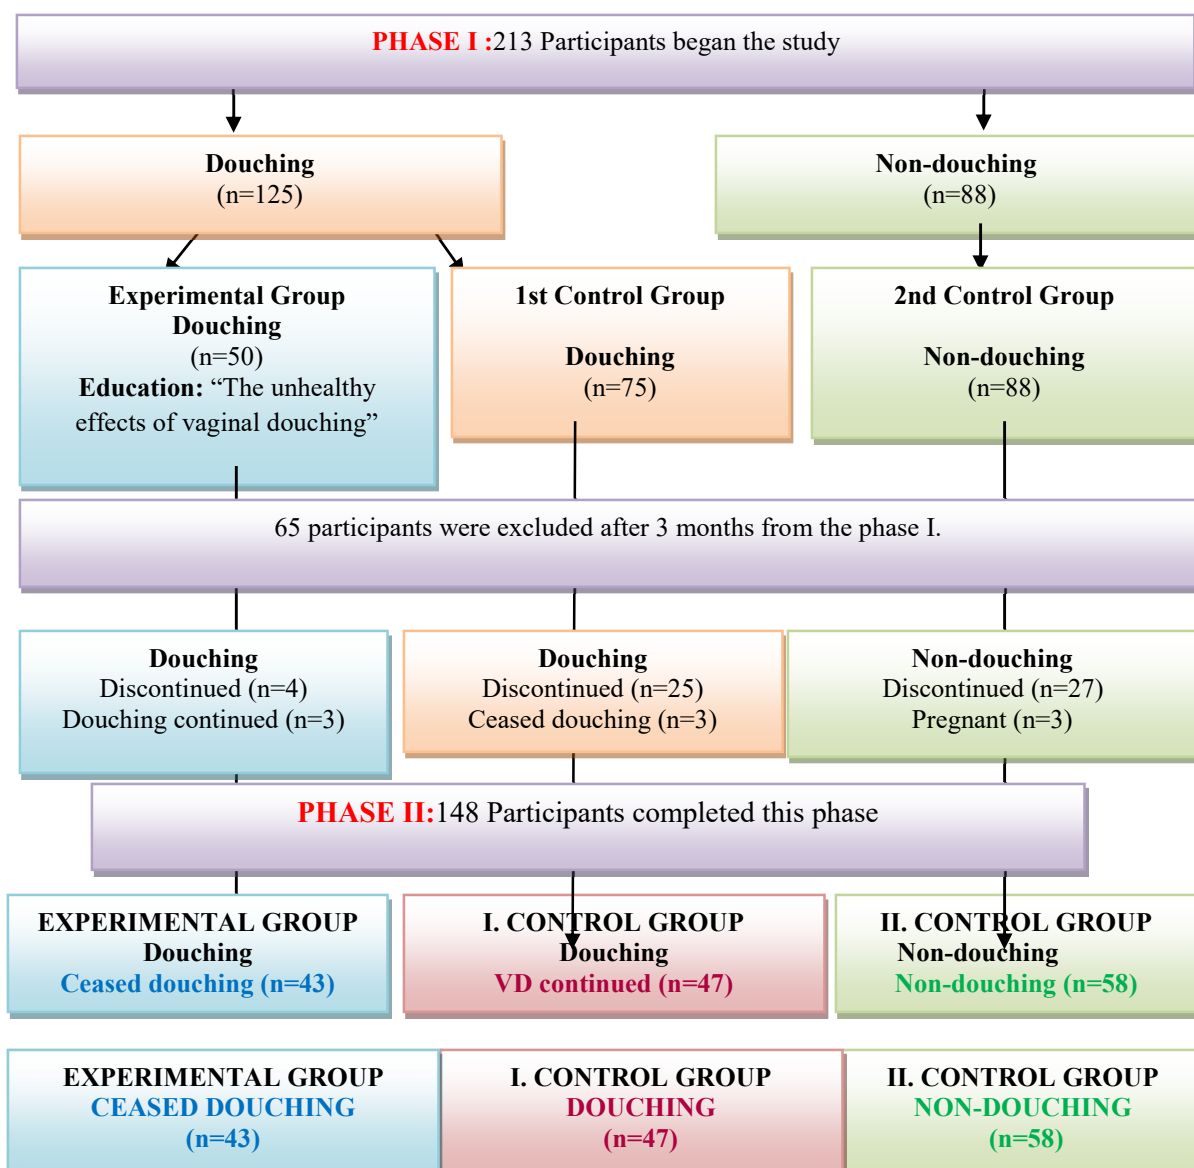 PHASE I :213 Participants began the study
Douching
(n=125)
Non-douching
(n=88)
Experimental Group
Douching
(n=50)
Education: “The unhealthy
effects of vaginal douching”
1st Control Group
Douching
(n=75)
2nd Control Group
Non-douching
(n=88)
65 participants were excluded after 3 months from the phase I.
Douching
Discontinued (n=4)
Douching continued (n=3)
Douching
Discontinued (n=25)
Ceased douching (n=3)
Non-douching
Discontinued (n=27)
Pregnant (n=3)
PHASE II:148 Participants completed this phase
EXPERIMENTAL GROUP
Douching
Ceased douching (n=43)
I. CONTROL GROUP
Douching
VD continued (n=47)
II. CONTROL GROUP
Non-douching
Non-douching (n=58)
EXPERIMENTAL GROUP
CEASED DOUCHING
(n=43)
I. CONTROL GROUP
DOUCHING
(n=47)
II. CONTROL GROUP
NON-DOUCHING
(n=58)